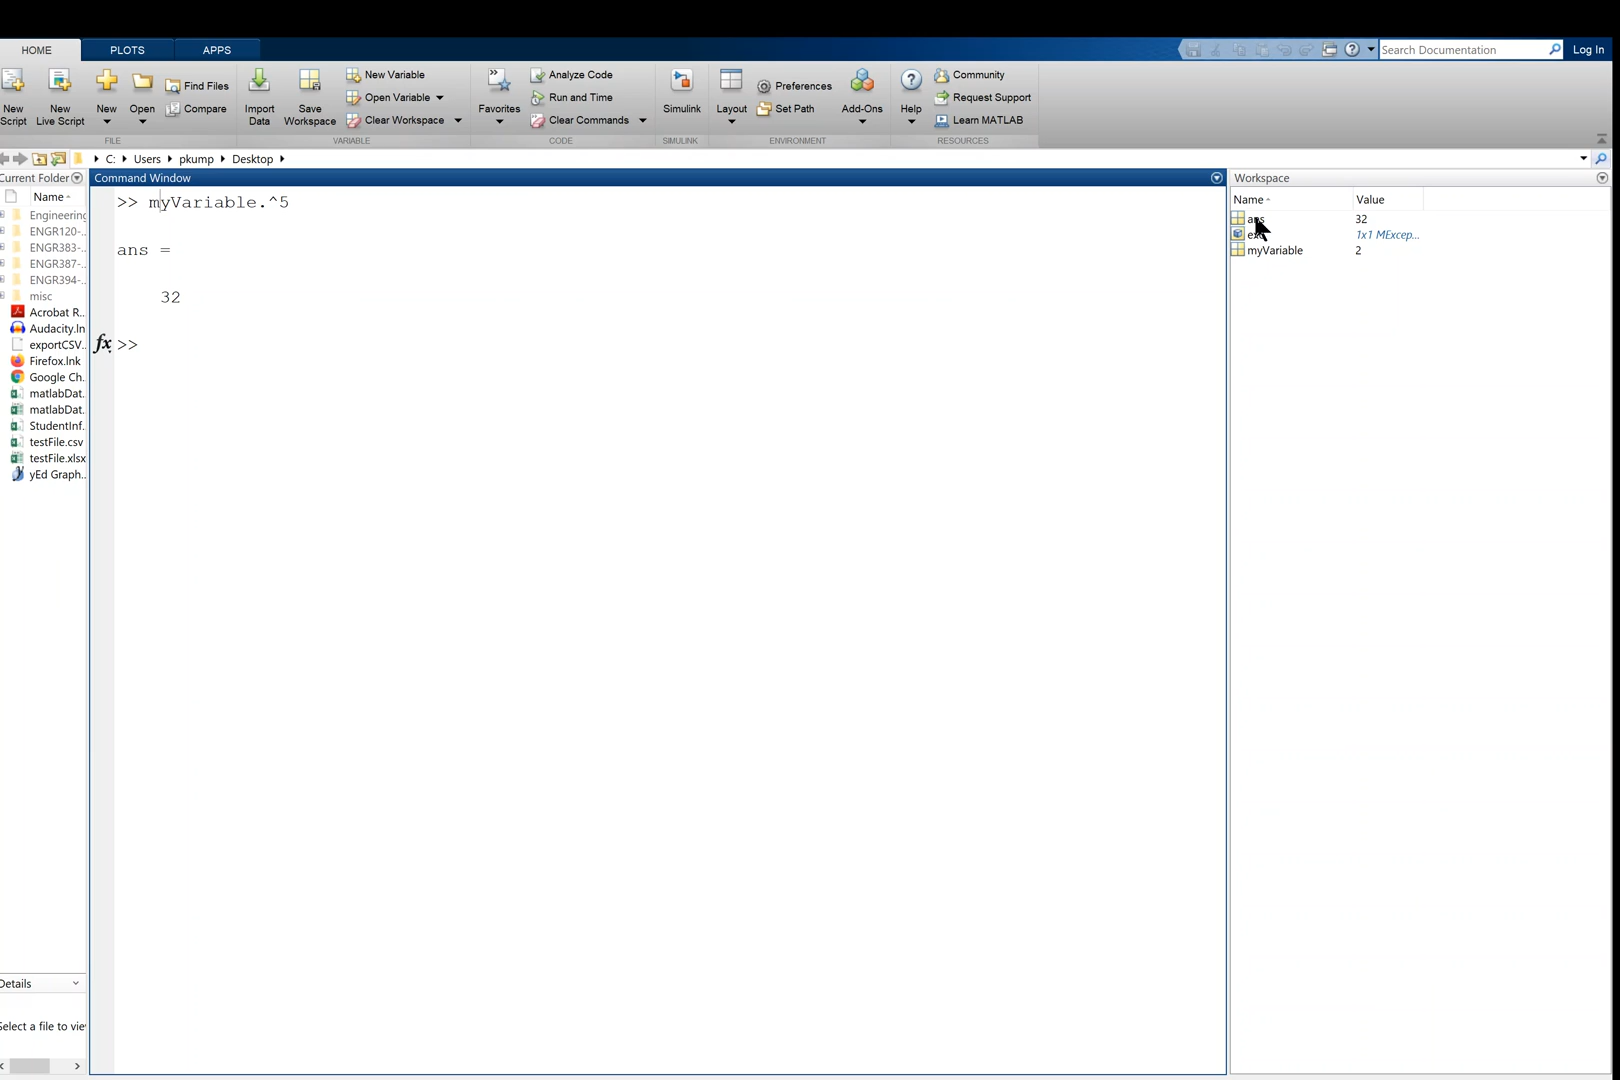 HOME PLOTS APPS
Search Documentation Log In
New Script
New Live Script
New
Open
Find Files
Compare
FILE
Import Data
Save Workspace
New Variable
Open Variable
Clear Workspace
VARIABLE
Favorites
Analyze Code
Run and Time
Clear Commands
CODE
Simulink
SIMULINK
Layout
Preferences
Set Path
Add-Ons
ENVIRONMENT
Help
Community
Request Support
Learn MATLAB
RESOURCES
C: Users pkump Desktop
Current Folder
Name
Engineering
ENGR120-..
ENGR383-..
ENGR387-..
ENGR394-..
misc
Acrobat R..
Audacity.ln
exportCSV..
Firefox.lnk
Google Ch..
matlabDat..
matlabDat..
StudentInf..
testFile.csv
testFile.xlsx
yEd Graph..
Details
Select a file to vie
Command Window
>> myVariable.^5
ans =
32
fx >>
Workspace
Name Value
ans 32
1x1 MExcep...
myVariable 2